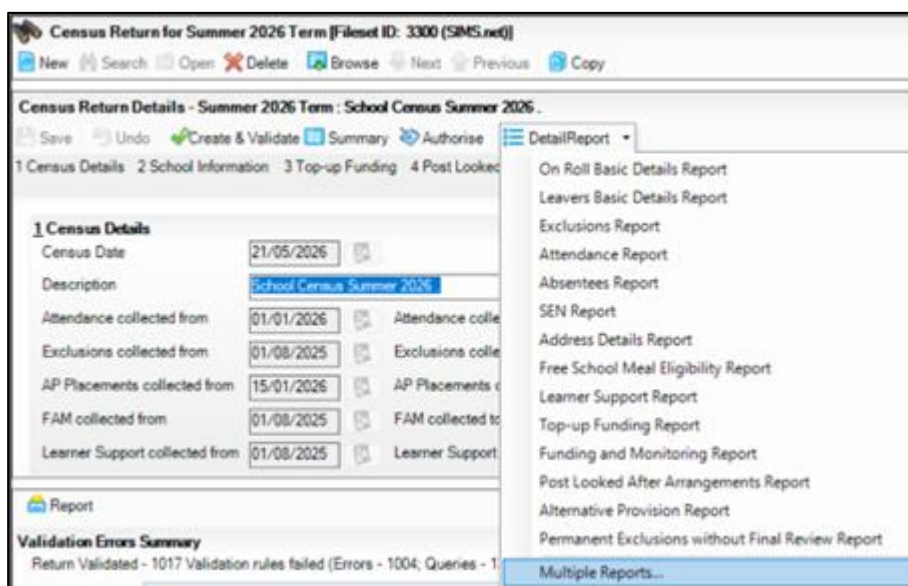 Census Return for Summer 2026 Term [Fileset ID: 3300 (SIMS.net)]
New Search Open Delete Browse Next Previous Copy
Census Return Details - Summer 2026 Term : School Census Summer 2026 .
Save Undo Create & Validate Summary Authorise DetailReport
1 Census Details 2 School Information 3 Top-up Funding 4 Post Looked
On Roll Basic Details Report
Leavers Basic Details Report
Exclusions Report
Attendance Report
Absentees Report
SEN Report
Address Details Report
Free School Meal Eligibility Report
Learner Support Report
Top-up Funding Report
Funding and Monitoring Report
Post Looked After Arrangements Report
Alternative Provision Report
Permanent Exclusions without Final Review Report
Multiple Reports...
1 Census Details
Census Date 21/05/2026
Description School Census Summer 2026
Attendance collected from 01/01/2026 Attendance colle
Exclusions collected from 01/08/2025 Exclusions colle
AP Placements collected from 15/01/2026 AP Placements c
FAM collected from 01/08/2025 FAM collected to
Learner Support collected from 01/08/2025 Learner Support
Report
Validation Errors Summary
Return Validated - 1017 Validation rules failed (Errors - 1004; Queries - 1